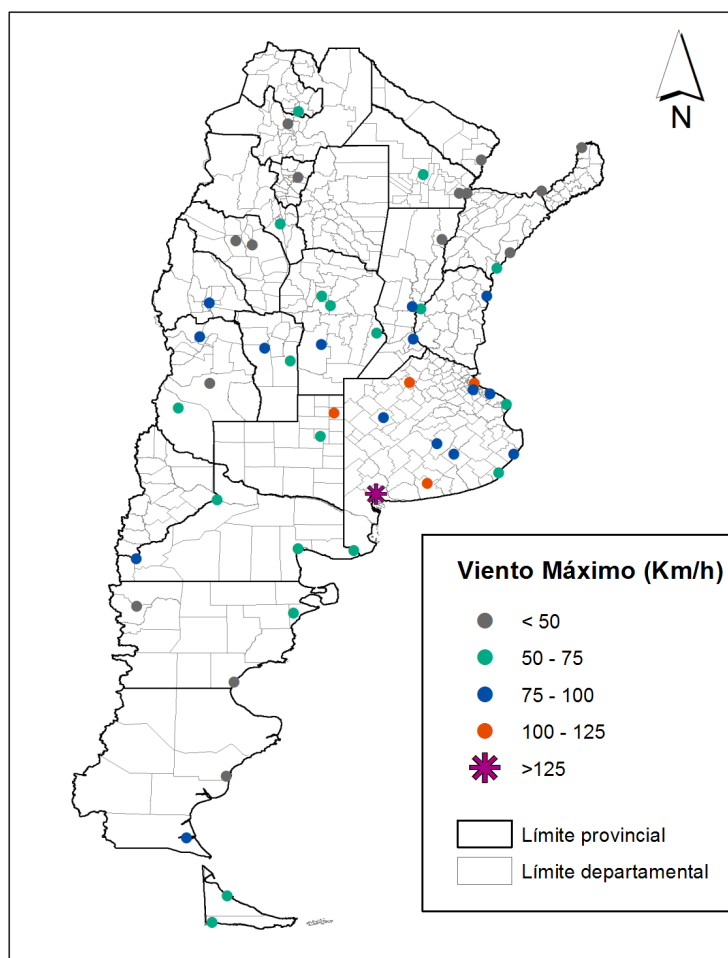 N
Viento Máximo (Km/h)
< 50
50 - 75
75 - 100
100 - 125
>125
Límite provincial
Límite departamental